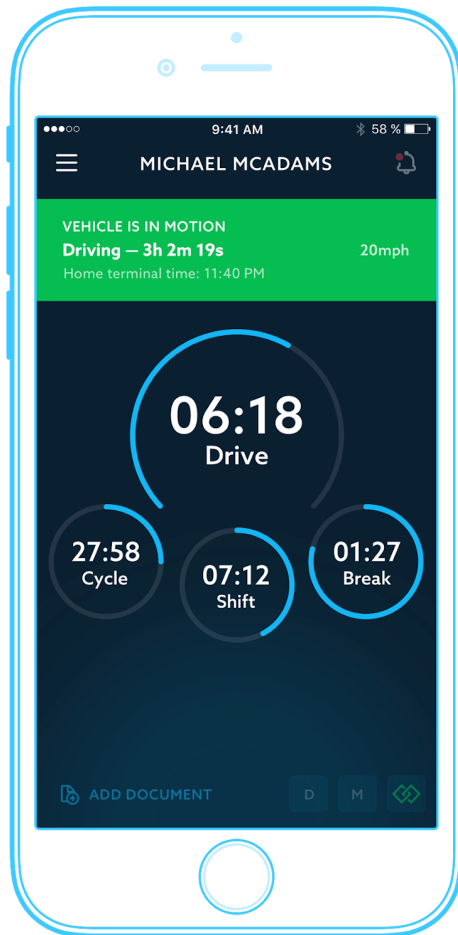 9:41 AM
58 %
MICHAEL MCADAMS
VEHICLE IS IN MOTION
Driving — 3h 2m 19s
20mph
Home terminal time: 11:40 PM
06:18
Drive
27:58
Cycle
07:12
Shift
01:27
Break
ADD DOCUMENT
D
M